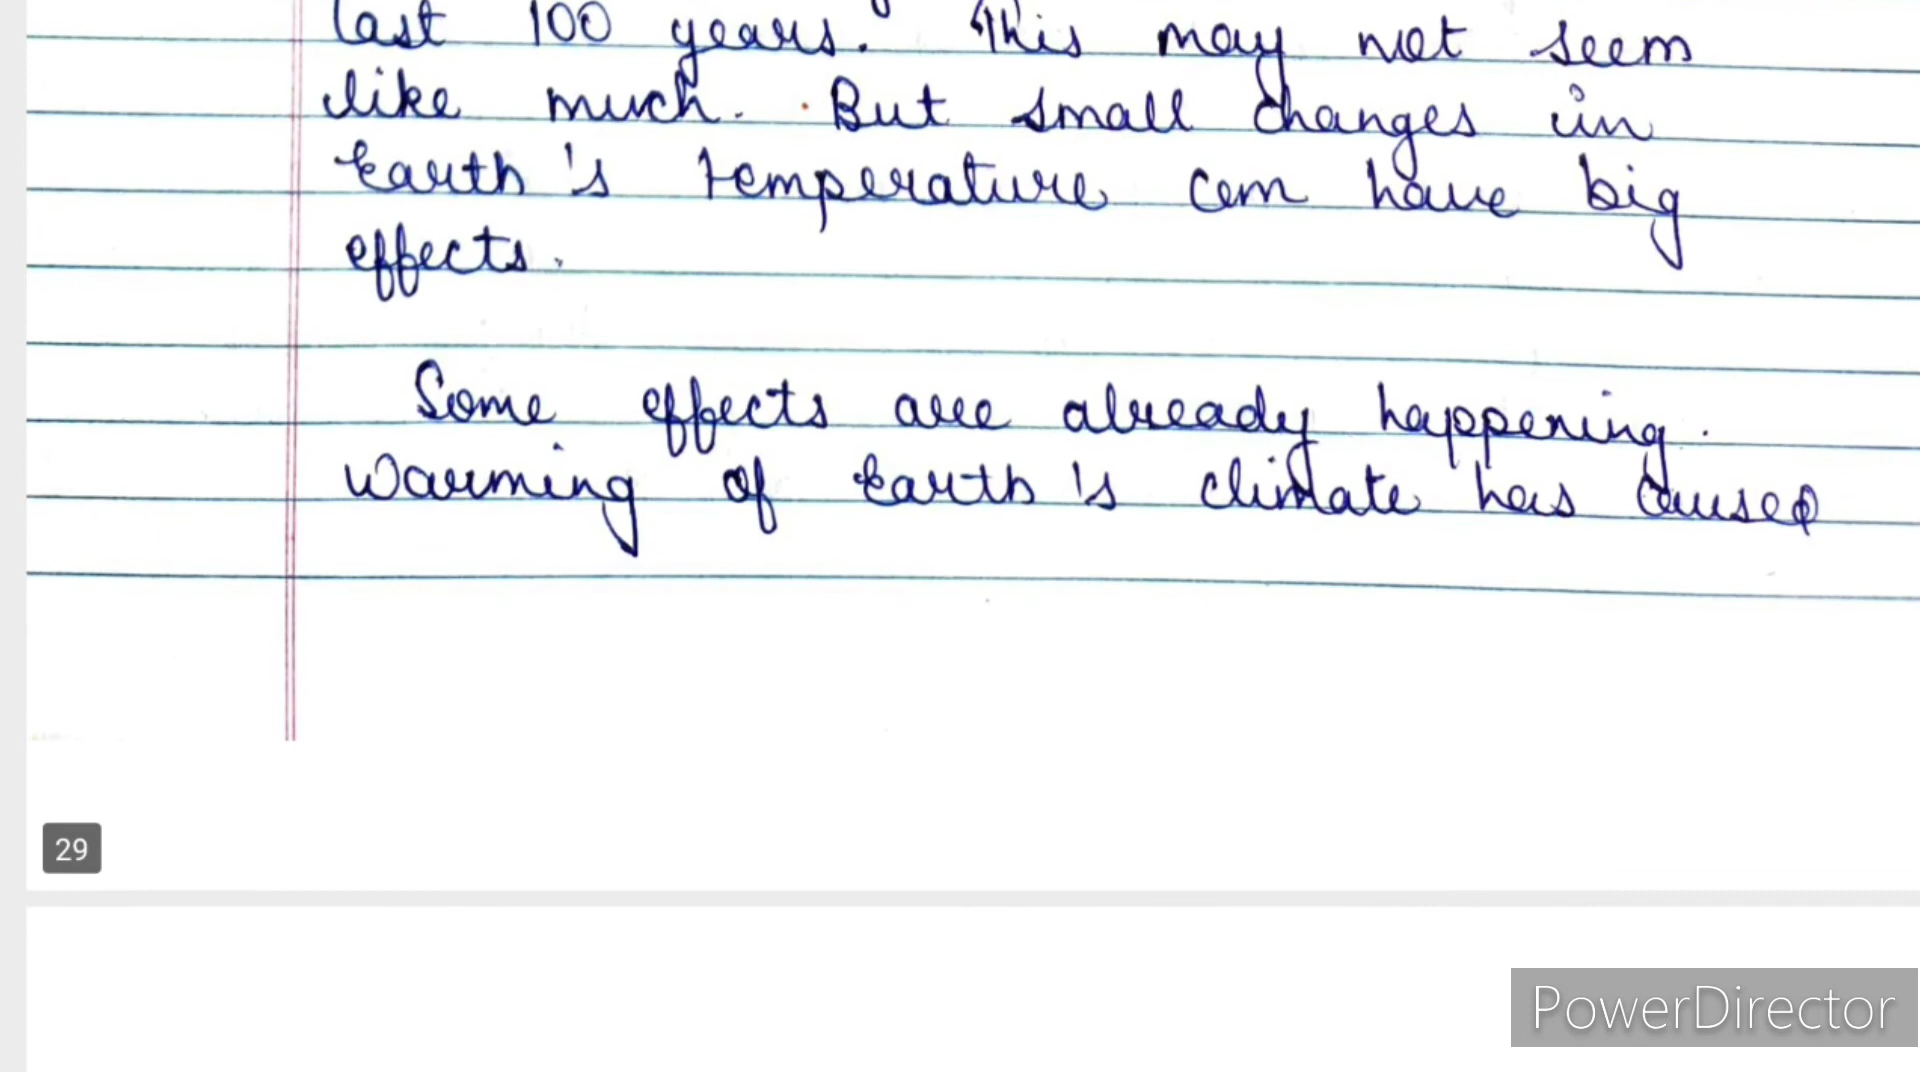 last 100 years. This may not seem
like much. But small changes in
Earth's temperature can have big
effects.
Some effects are already happening.
Warming of Earth's climate has caused
29
PowerDirector